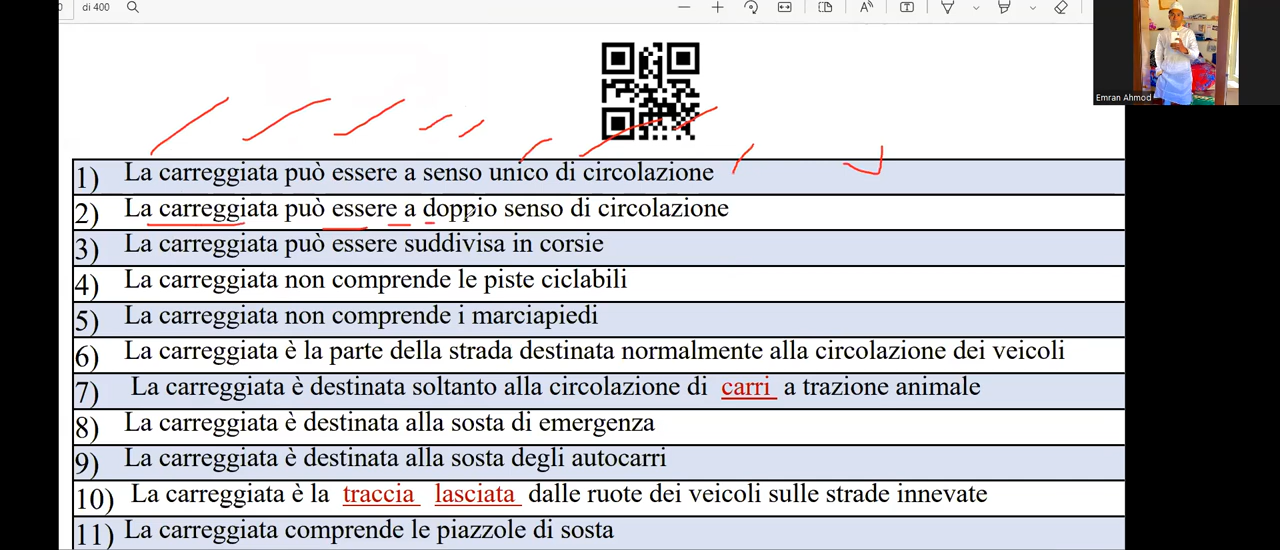 di 400
Emran Ahmod
1) La carreggiata può essere a senso unico di circolazione
2) La carreggiata può essere a doppio senso di circolazione
3) La carreggiata può essere suddivisa in corsie
4) La carreggiata non comprende le piste ciclabili
5) La carreggiata non comprende i marciapiedi
6) La carreggiata è la parte della strada destinata normalmente alla circolazione dei veicoli
7) La carreggiata è destinata soltanto alla circolazione di carri a trazione animale
8) La carreggiata è destinata alla sosta di emergenza
9) La carreggiata è destinata alla sosta degli autocarri
10) La carreggiata è la traccia lasciata dalle ruote dei veicoli sulle strade innevate
11) La carreggiata comprende le piazzole di sosta